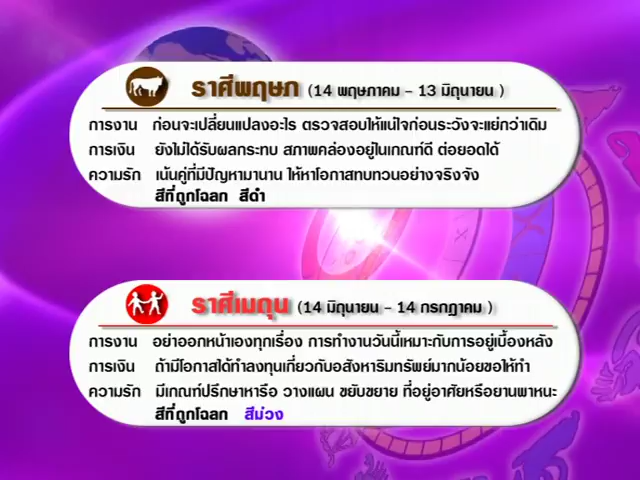 ราศีพฤษภ (14 พฤษภาคม – 13 มิถุนายน )
การงาน ก่อนจะเปลี่ยนแปลงอะไร ตรวจสอบให้แน่ใจก่อนระวังจะแย่กว่าเดิม
การเงิน ยังไม่ได้รับผลกระทบ สภาพคล่องอยู่ในเกณท์ดี ต่อยอดได้
ความรัก เน้นคู่ที่มีปัญหามานาน ให้หาโอกาสทบทวนอย่างจริงจัง
สีที่ถูกโฉลก สีดำ
ราศีเมถุน (14 มิถุนายน – 14 กรกฎาคม )
การงาน อย่าออกหน้าเองทุกเรื่อง การทำงานวันนี้เหมาะกับการอยู่เบื้องหลัง
การเงิน ถ้ามีโอกาสได้ทำลงทุนเกี่ยวกับอสังหาริมทรัพย์มากน้อยขอให้ทำ
ความรัก มีเกณฑ์ปรึกษาหารือ วางแผน ขยับขยาย ที่อยู่อาศัยหรือยานพาหนะ
สีที่ถูกโฉลก สีม่วง